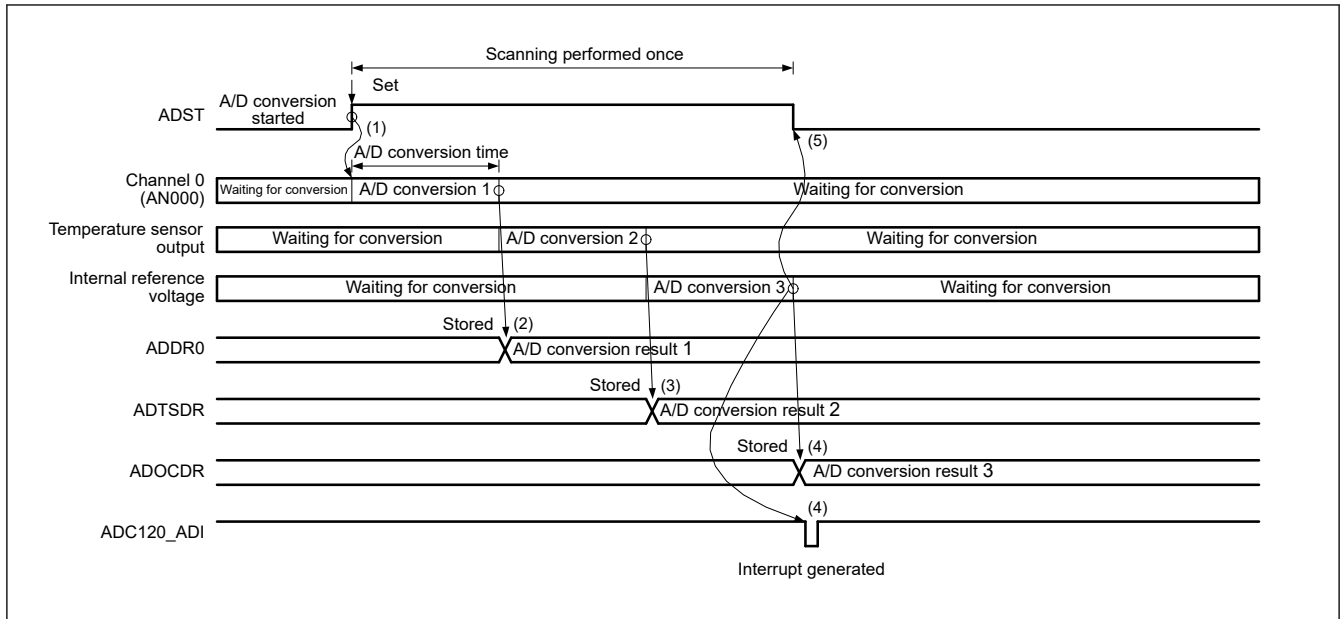 Scanning performed once
Set
A/D conversion
started
ADST
(1)
(5)
A/D conversion time
Channel 0
(AN000)
Waiting for conversion
A/D conversion 1
Waiting for conversion
Temperature sensor
output
Waiting for conversion
A/D conversion 2
Waiting for conversion
Internal reference
voltage
Waiting for conversion
A/D conversion 3
Waiting for conversion
Stored
(2)
ADDR0
A/D conversion result 1
Stored
(3)
ADTSDR
A/D conversion result 2
Stored
(4)
ADOCDR
A/D conversion result 3
(4)
ADC120_ADI
Interrupt generated